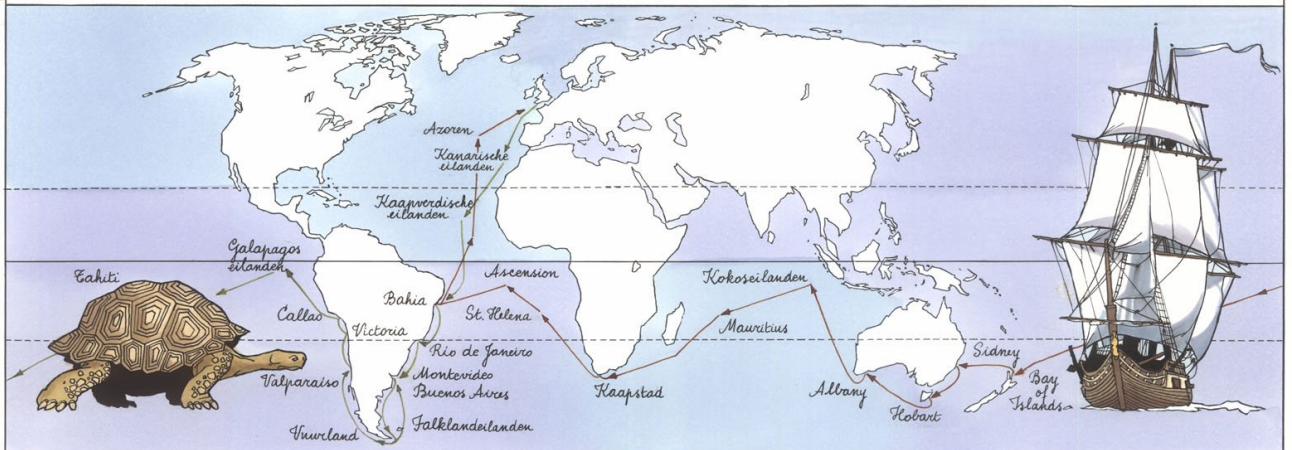 Azoren
Kanarische
eilanden
Kaapverdische
eilanden
Galapagos
eilanden
Tahiti
Callao
Bahia
Victoria
Ascension
St. Helena
Kokoseilanden
Mauritius
Rio de Janeiro
Montevideo
Buenos Aires
Valparaiso
Vuurland
Falklandeilanden
Kaapstad
Albany
Hobart
Sidney
Bay
of
Islands